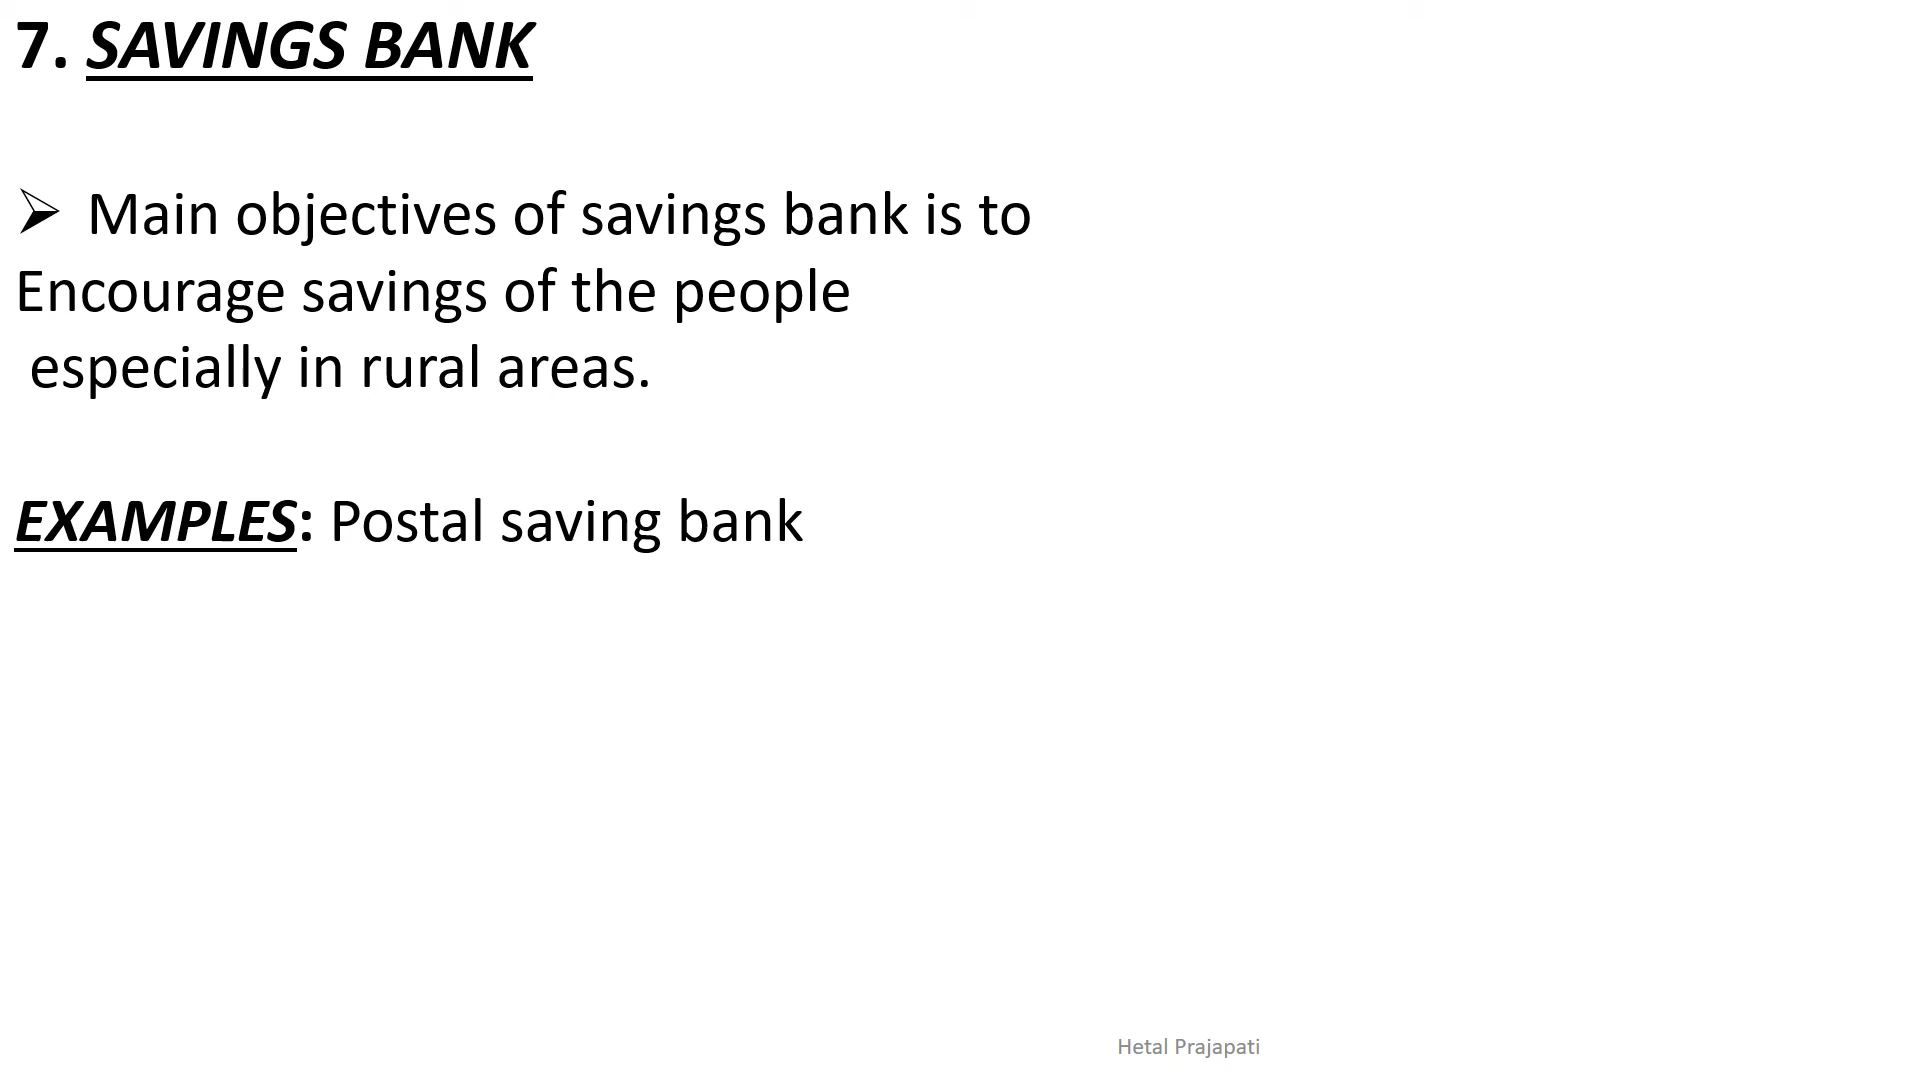 7. SAVINGS BANK
➢ Main objectives of savings bank is to
Encourage savings of the people
especially in rural areas.
EXAMPLES: Postal saving bank
Hetal Prajapati